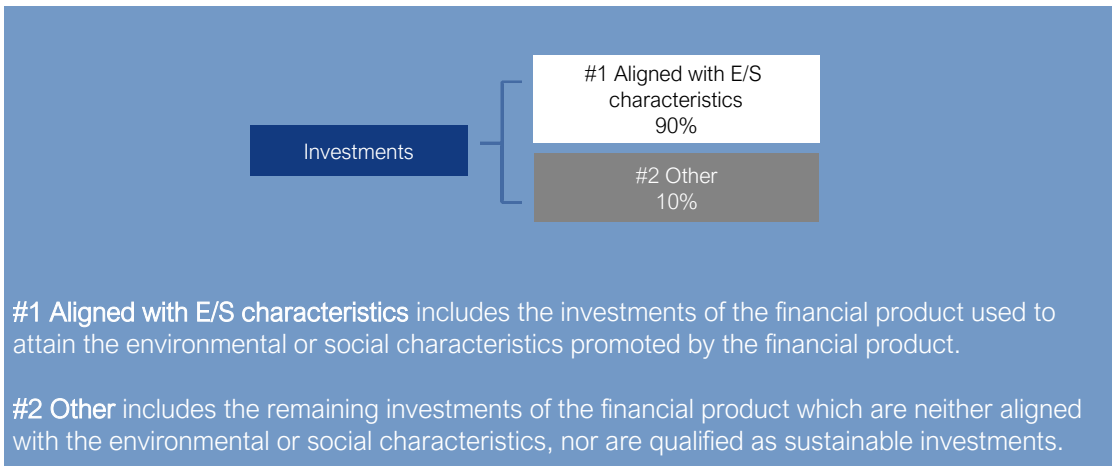 #1 Aligned with E/S
characteristics
90%
Investments
#2 Other
10%
#1 Aligned with E/S characteristics includes the investments of the financial product used to
attain the environmental or social characteristics promoted by the financial product.
#2 Other includes the remaining investments of the financial product which are neither aligned
with the environmental or social characteristics, nor are qualified as sustainable investments.